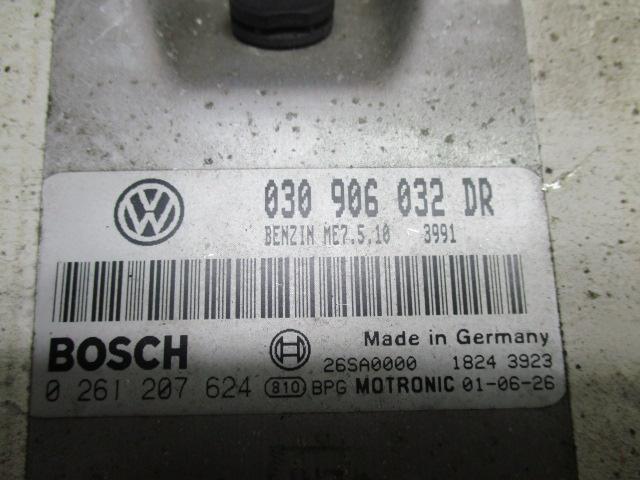 030 906 032 DR
BENZIN ME7.5.10 3991
BOSCH Made in Germany
26SA0000 1824 3923
0 261 207 624 810 BPG MOTRONIC 01-06-26